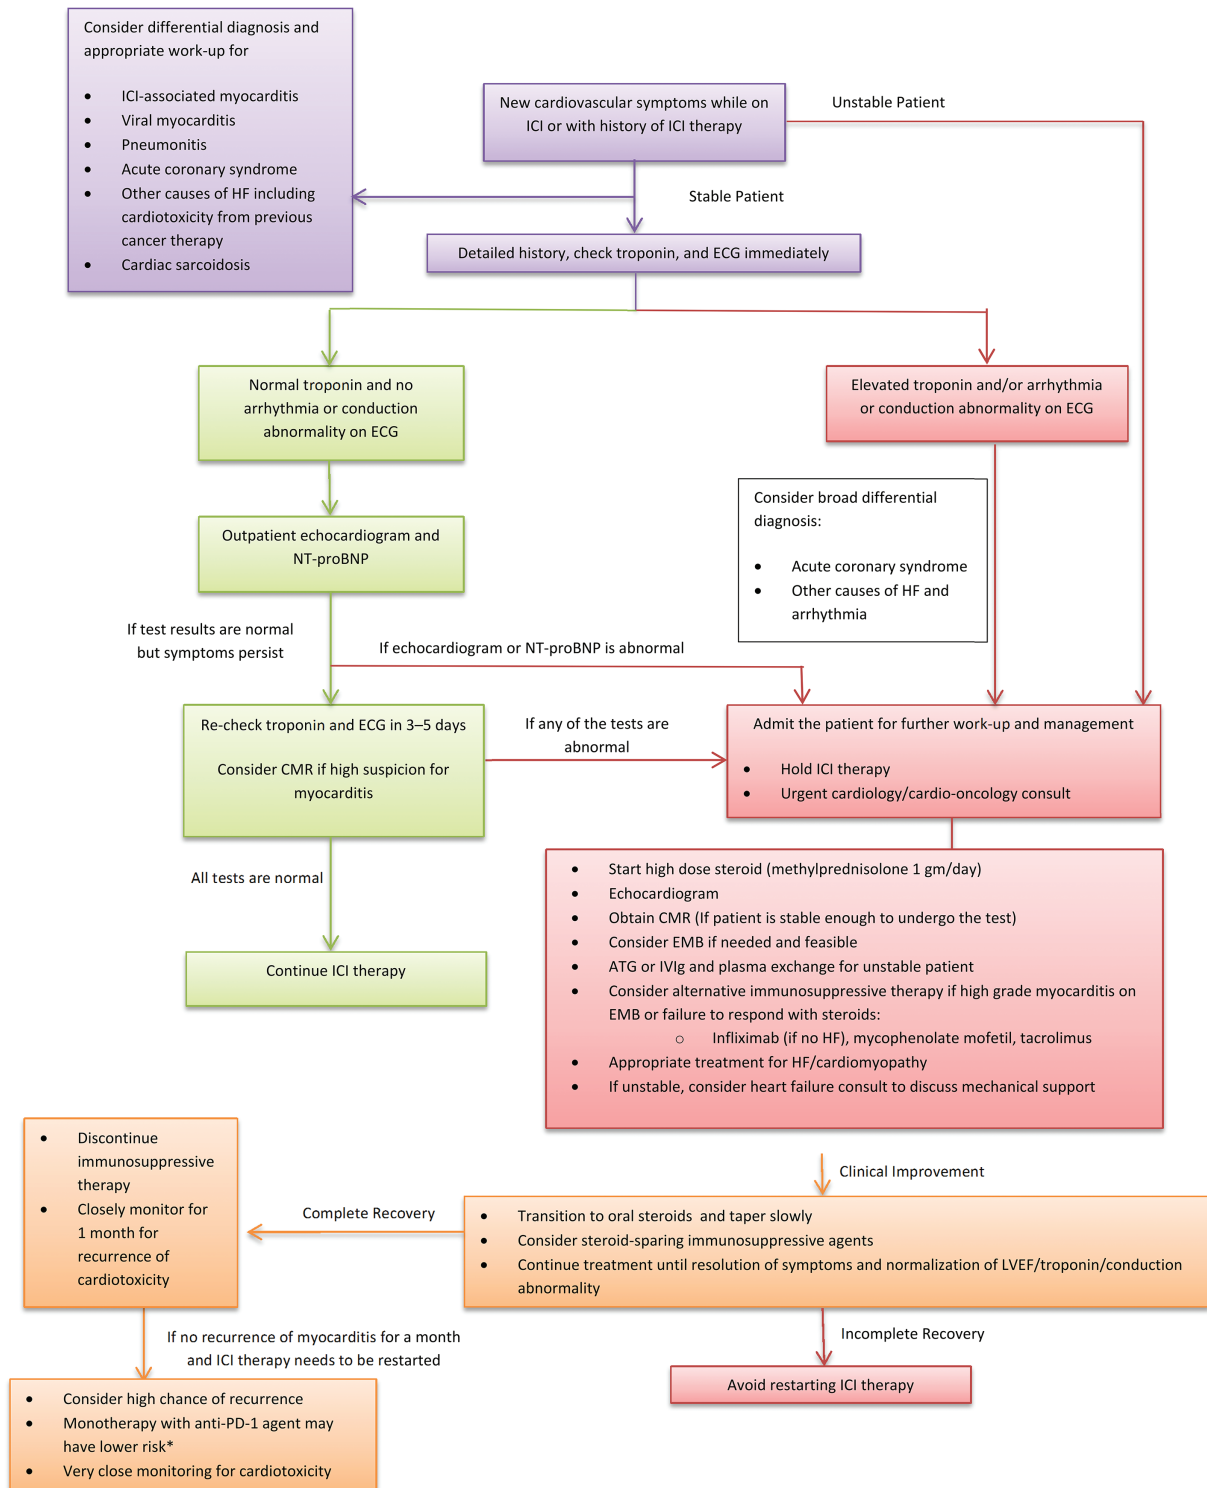 Consider differential diagnosis and
appropriate work-up for
• ICI-associated myocarditis
• Viral myocarditis
• Pneumonitis
• Acute coronary syndrome
• Other causes of HF including
cardiotoxicity from previous
cancer therapy
• Cardiac sarcoidosis
New cardiovascular symptoms while on
ICI or with history of ICI therapy
Unstable Patient
Stable Patient
Detailed history, check troponin, and ECG immediately
Normal troponin and no
arrhythmia or conduction
abnormality on ECG
Elevated troponin and/or arrhythmia
or conduction abnormality on ECG
Outpatient echocardiogram and
NT-proBNP
Consider broad differential
diagnosis:
• Acute coronary syndrome
• Other causes of HF and
arrhythmia
If test results are normal
but symptoms persist
If echocardiogram or NT-proBNP is abnormal
Re-check troponin and ECG in 3–5 days
Consider CMR if high suspicion for
myocarditis
If any of the tests are
abnormal
Admit the patient for further work-up and management
• Hold ICI therapy
• Urgent cardiology/cardio-oncology consult
All tests are normal
Continue ICI therapy
• Start high dose steroid (methylprednisolone 1 gm/day)
• Echocardiogram
• Obtain CMR (If patient is stable enough to undergo the test)
• Consider EMB if needed and feasible
• ATG or IVIg and plasma exchange for unstable patient
• Consider alternative immunosuppressive therapy if high grade myocarditis on
EMB or failure to respond with steroids:
o Infliximab (if no HF), mycophenolate mofetil, tacrolimus
• Appropriate treatment for HF/cardiomyopathy
• If unstable, consider heart failure consult to discuss mechanical support
Clinical Improvement
• Transition to oral steroids and taper slowly
• Consider steroid-sparing immunosuppressive agents
• Continue treatment until resolution of symptoms and normalization of LVEF/troponin/conduction
abnormality
Complete Recovery
• Discontinue
immunosuppressive
therapy
• Closely monitor for
1 month for
recurrence of
cardiotoxicity
If no recurrence of myocarditis for a month
and ICI therapy needs to be restarted
Incomplete Recovery
Avoid restarting ICI therapy
• Consider high chance of recurrence
• Monotherapy with anti-PD-1 agent may
have lower risk*
• Very close monitoring for cardiotoxicity